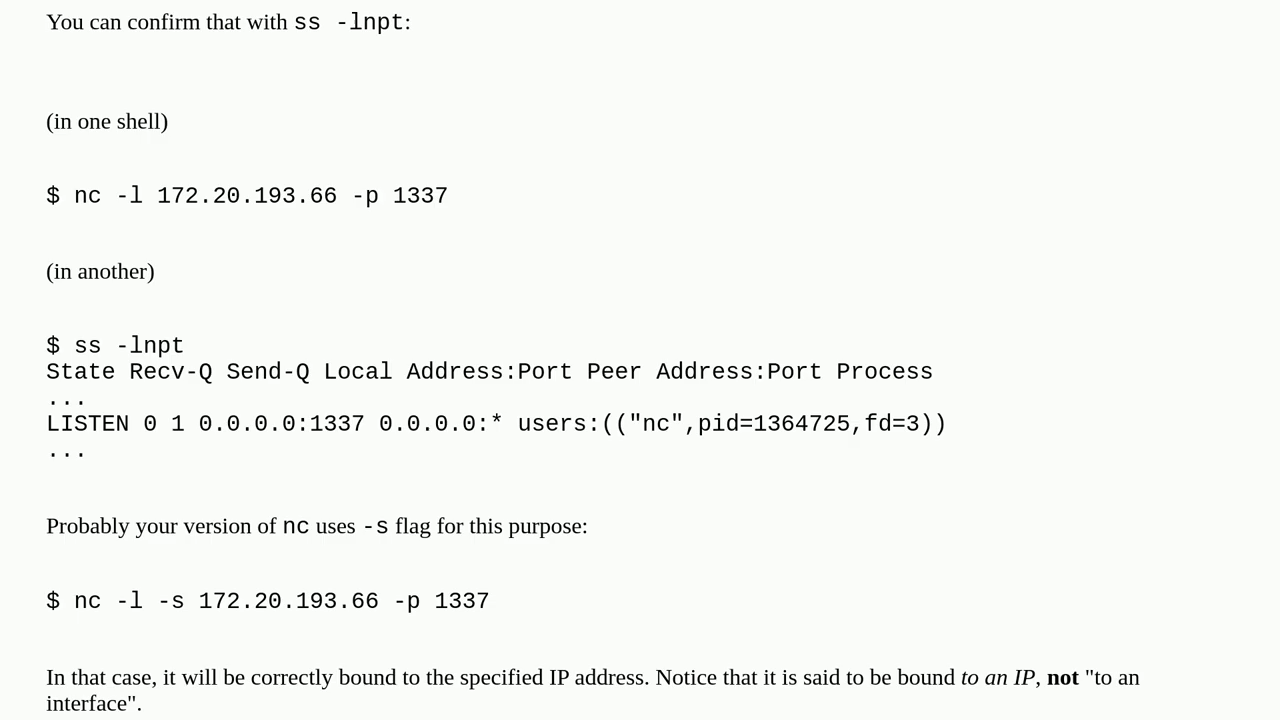 You can confirm that with ss -lnpt:
(in one shell)
$ nc -l 172.20.193.66 -p 1337
(in another)
$ ss -lnpt
State Recv-Q Send-Q Local Address:Port Peer Address:Port Process
...
LISTEN 0 1 0.0.0.0:1337 0.0.0.0:* users:(("nc",pid=1364725,fd=3))
...
Probably your version of nc uses -s flag for this purpose:
$ nc -l -s 172.20.193.66 -p 1337
In that case, it will be correctly bound to the specified IP address. Notice that it is said to be bound to an IP, not "to an
interface".